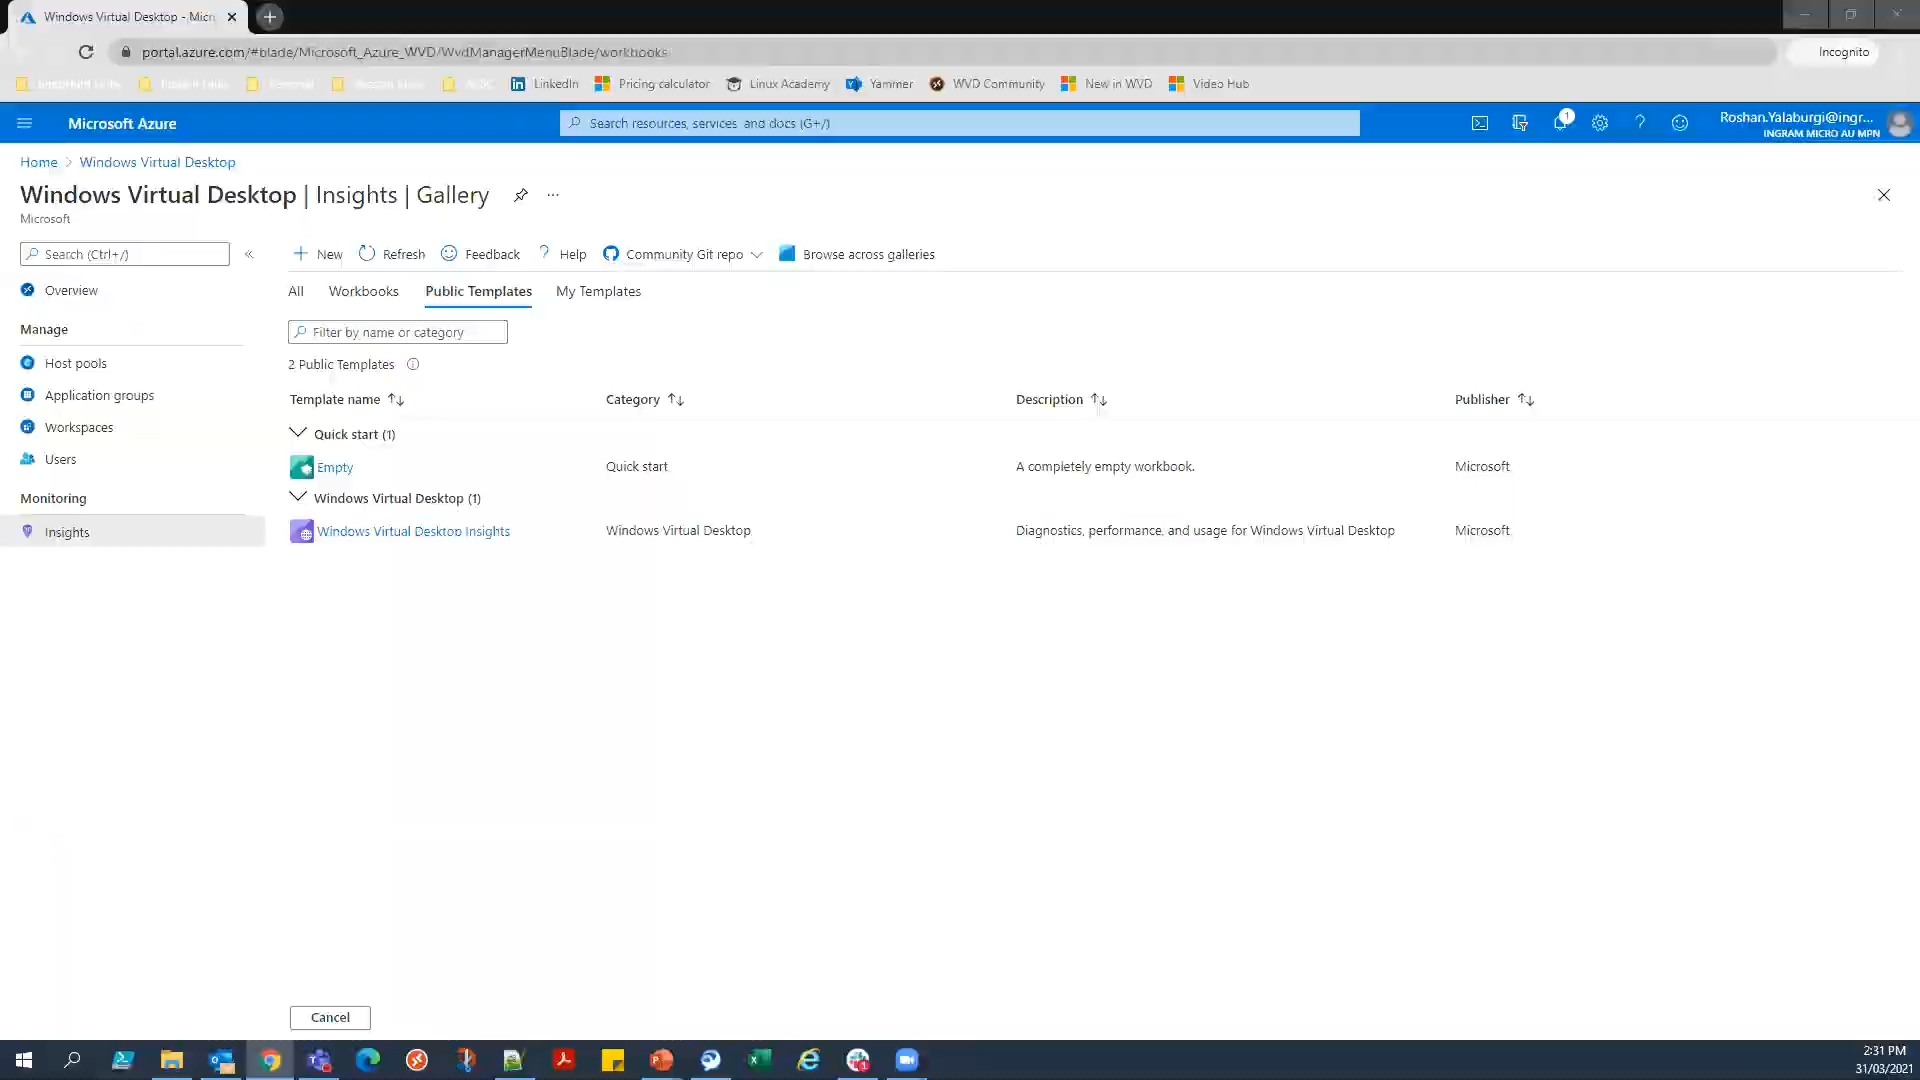 Windows Virtual Desktop - Micr
portal.azure.com/#blade/Microsoft_Azure_WVD/WvdManagerMenuBlade/workbooks
Incognito
LinkedIn
Pricing calculator
Linux Academy
Yammer
WVD Community
New in WVD
Video Hub
Microsoft Azure
Search resources, services, and docs (G+/)
1
Roshan.Yalaburgi@ingr...
INGRAM MICRO AU MPN
Home > Windows Virtual Desktop
Windows Virtual Desktop | Insights | Gallery
Microsoft
Search (Ctrl+/)
New
Refresh
Feedback
Help
Community Git repo
Browse across galleries
Overview
Manage
Host pools
Application groups
Workspaces
Users
Monitoring
Insights
All
Workbooks
Public Templates
My Templates
Filter by name or category
2 Public Templates
Template name
Category
Description
Publisher
Quick start (1)
Empty
Quick start
A completely empty workbook.
Microsoft
Windows Virtual Desktop (1)
Windows Virtual Desktop Insights
Windows Virtual Desktop
Diagnostics, performance, and usage for Windows Virtual Desktop
Microsoft
Cancel
2:31 PM
31/03/2021